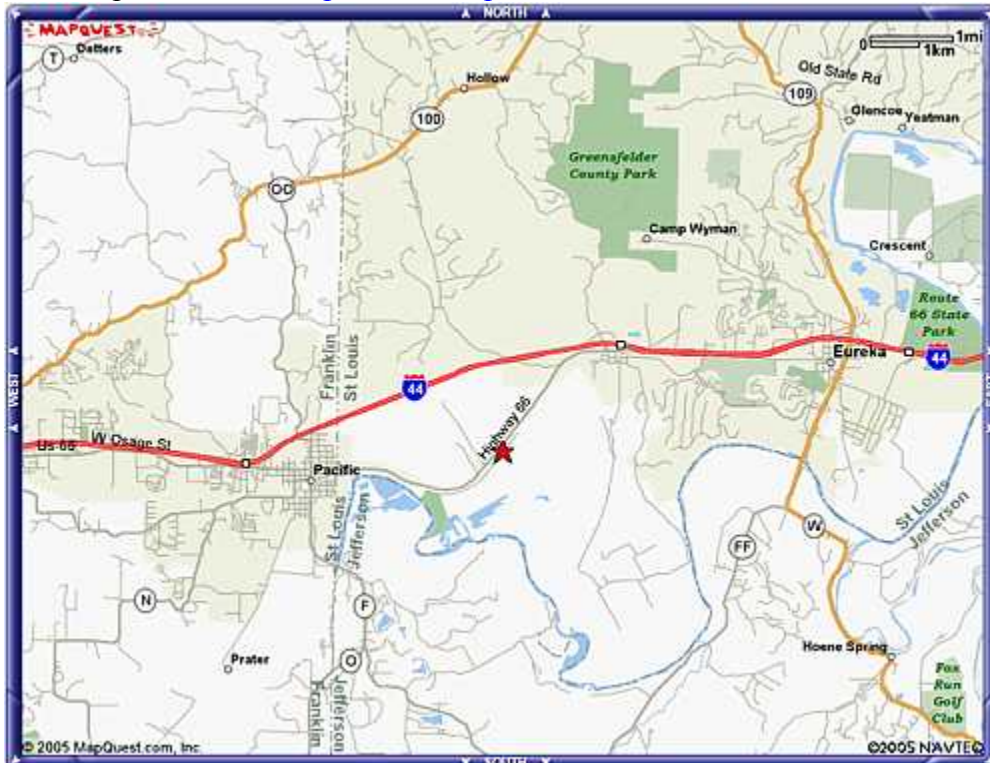 NORTH
MAPQUEST
1mi
0
1km
T
Detters
Hollow
Old State Rd
109
100
Glencoe
Yeatman
Greensfelder
County Park
OD
Camp Wyman
Crescent
Route
66 State
Park
Franklin
St Louis
WEST
Eureka
44
44
Highway 66
Us-66
W Osage St
Pacific
St Louis
Jefferson
St Louis
Jefferson
W
FF
N
F
O
Prater
Hoene Spring
Franklin
Jefferson
Fox
Run
Golf
Club
© 2005 MapQuest.com, Inc.
©2005 NAVTEQ